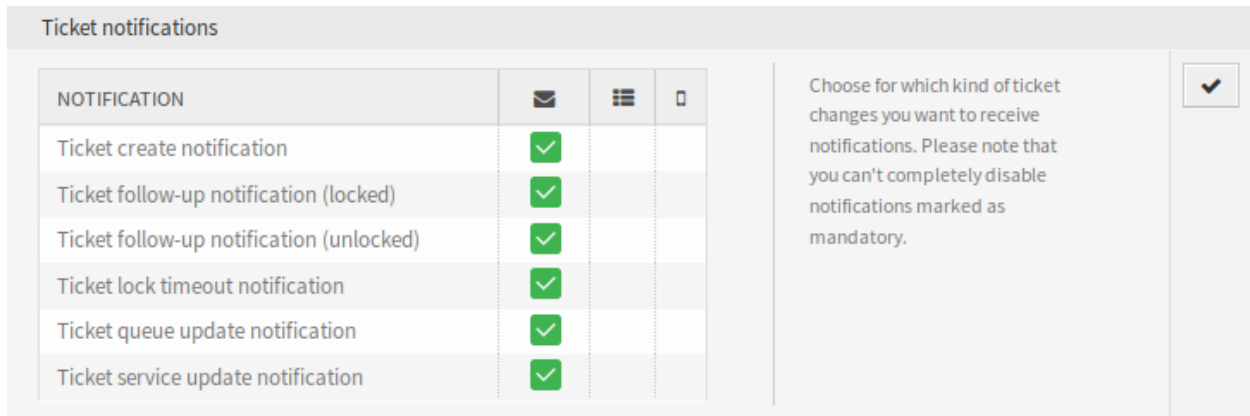 Ticket notifications
NOTIFICATION
Ticket create notification
Ticket follow-up notification (locked)
Ticket follow-up notification (unlocked)
Ticket lock timeout notification
Ticket queue update notification
Ticket service update notification
Choose for which kind of ticket
changes you want to receive
notifications. Please note that
you can't completely disable
notifications marked as
mandatory.